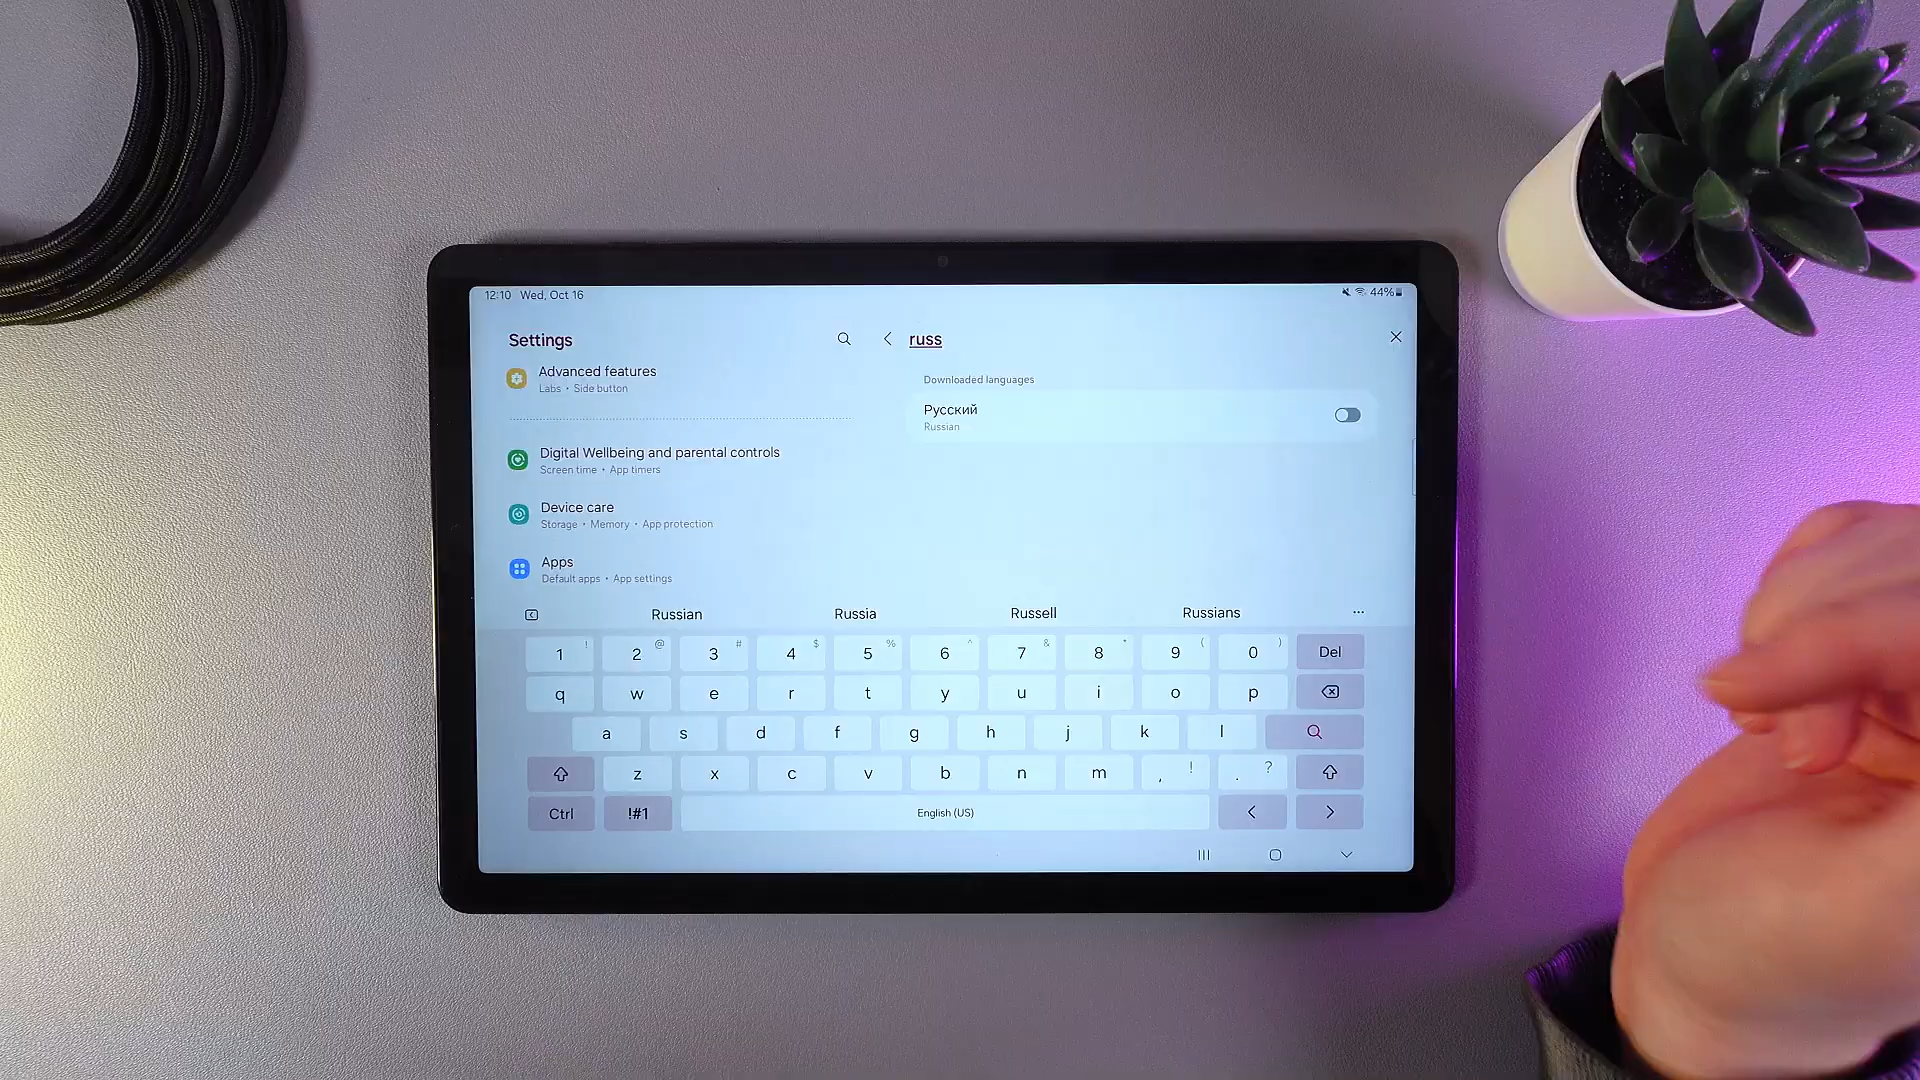 12:10 Wed, Oct 16
44%
Settings
russ
Advanced features
Labs • Side button
Downloaded languages
Русский
Russian
Digital Wellbeing and parental controls
Screen time • App timers
Device care
Storage • Memory • App protection
Apps
Default apps • App settings
Russian Russia Russell Russians ...
1 ! 2 @ 3 # 4 $ 5 % 6 ^ 7 & 8 * 9 ( 0 ) Del
q w e r t y u i o p
a s d f g h j k l
z x c v b n m , ! . ?
Ctrl !#1 English (US) < >